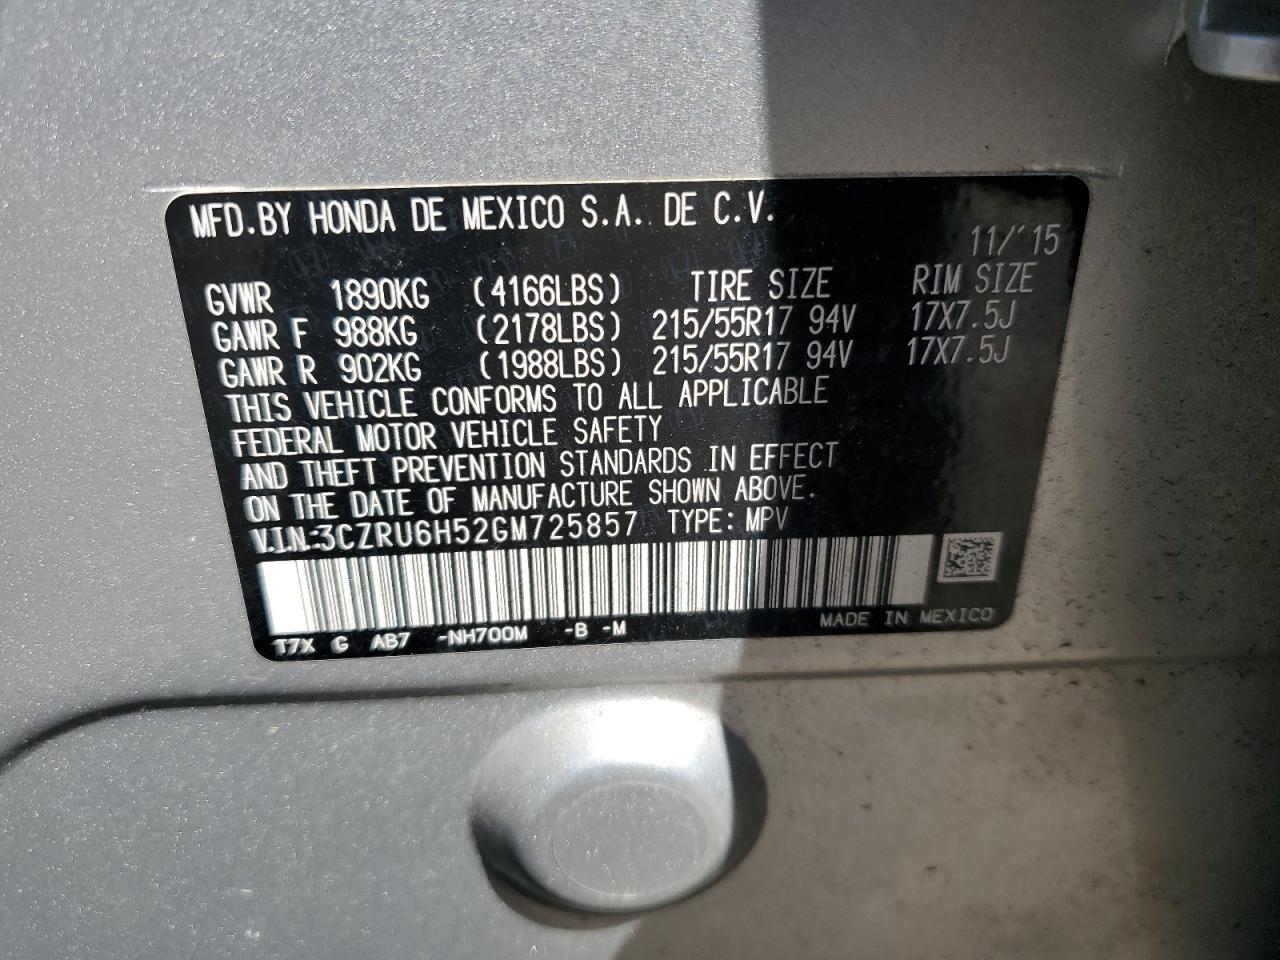 MFD.BY HONDA DE MEXICO S.A. DE C.V.
11/'15
GVWR 1890KG (4166LBS) TIRE SIZE RIM SIZE
GAWR F 988KG (2178LBS) 215/55R17 94V 17X7.5J
GAWR R 902KG (1988LBS) 215/55R17 94V 17X7.5J
THIS VEHICLE CONFORMS TO ALL APPLICABLE
FEDERAL MOTOR VEHICLE SAFETY
AND THEFT PREVENTION STANDARDS IN EFFECT
ON THE DATE OF MANUFACTURE SHOWN ABOVE.
V.I.N:3CZRU6H52GM725857 TYPE: MPV
T7X G AB7 -NH700M -B -M MADE IN MEXICO